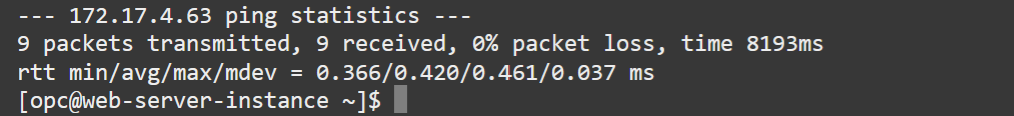 --- 172.17.4.63 ping statistics ---
9 packets transmitted, 9 received, 0% packet loss, time 8193ms
rtt min/avg/max/mdev = 0.366/0.420/0.461/0.037 ms
[opc@web-server-instance ~]$